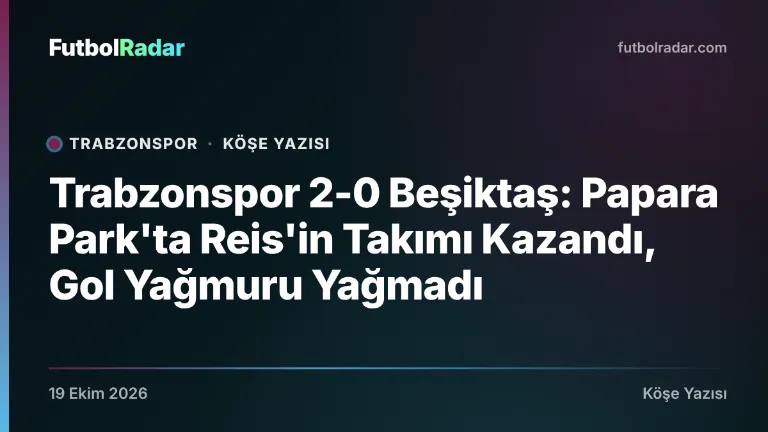 FutbolRadar
futbolradar.com
TRABZONSPOR · KÖŞE YAZISI
Trabzonspor 2-0 Beşiktaş: Papara
Park'ta Reis'in Takımı Kazandı,
Gol Yağmuru Yağmadı
19 Ekim 2026
Köşe Yazısı